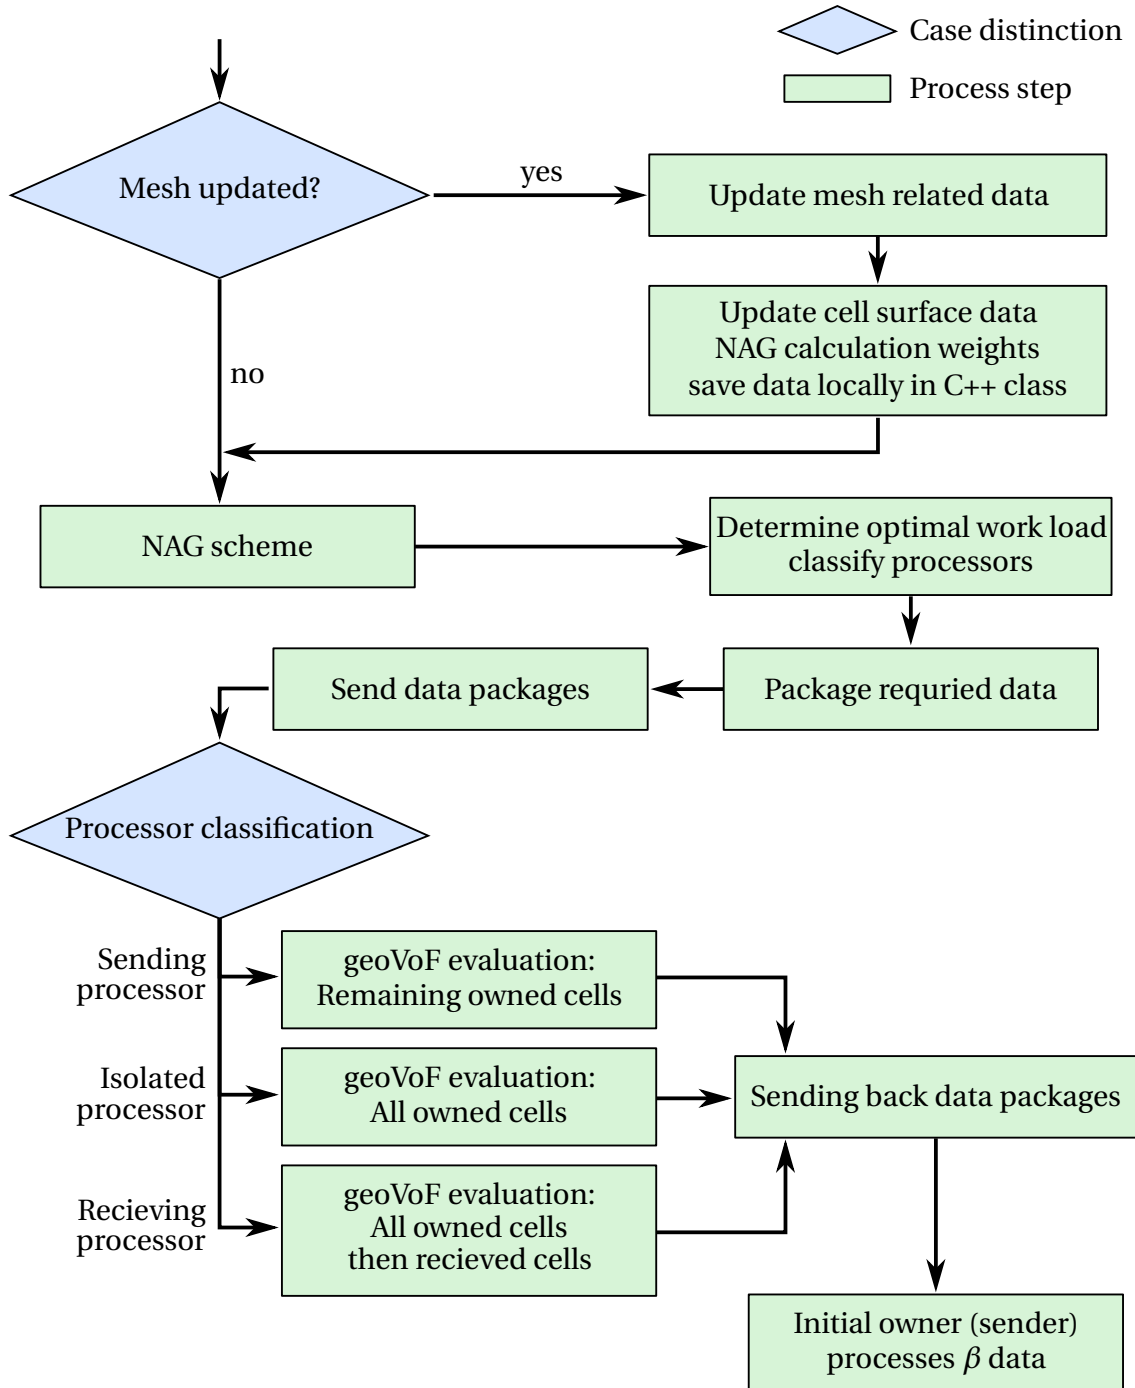 Case distinction
Process step
Mesh updated?
yes
Update mesh related data
Update cell surface data
NAG calculation weights
save data locally in C++ class
no
NAG scheme
Determine optimal work load
classify processors
Send data packages
Package requried data
Processor classification
Sending
processor
geoVoF evaluation:
Remaining owned cells
Isolated
processor
geoVoF evaluation:
All owned cells
Sending back data packages
Recieving
processor
geoVoF evaluation:
All owned cells
then recieved cells
Initial owner (sender)
processes β data